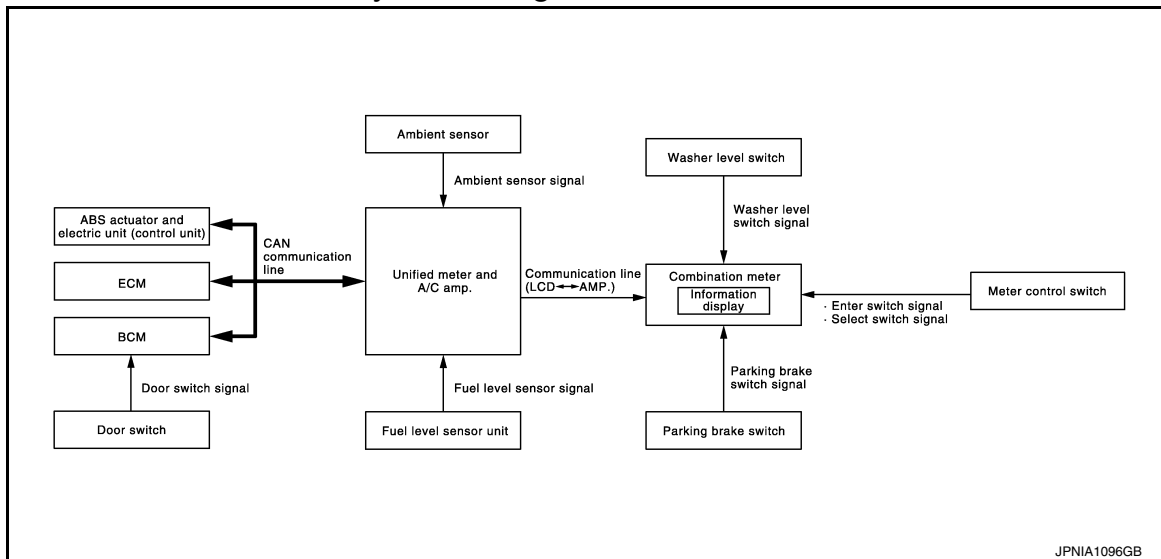 Ambient sensor
Washer level switch
Ambient sensor signal
ABS actuator and
electric unit (control unit)
CAN
communication
line
Washer level
switch signal
Unified meter and
A/C amp.
Communication line
(LCD◄─►AMP.)
Combination meter
Information
display
ECM
Meter control switch
· Enter switch signal
· Select switch signal
BCM
Door switch signal
Fuel level sensor signal
Parking brake
switch signal
Door switch
Fuel level sensor unit
Parking brake switch
JPNIA1096GB